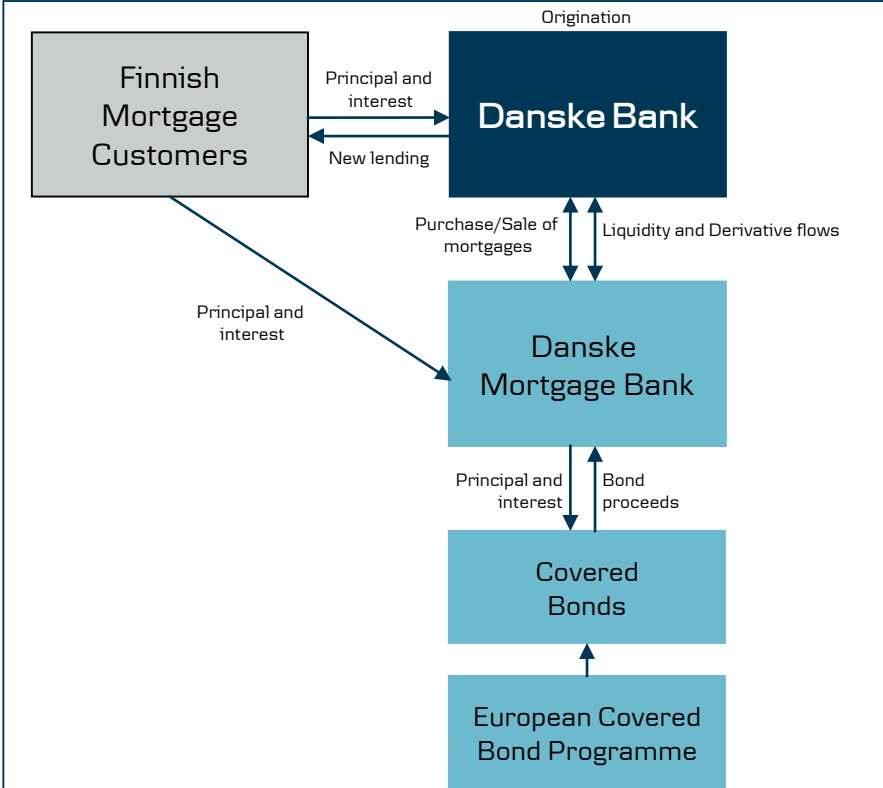 Origination
Finnish
Mortgage
Customers
Principal and
interest
New lending
Danske Bank
Purchase/Sale of
mortgages
Liquidity and Derivative flows
Principal and
interest
Danske
Mortgage Bank
Principal and
interest
Bond
proceeds
Covered
Bonds
European Covered
Bond Programme